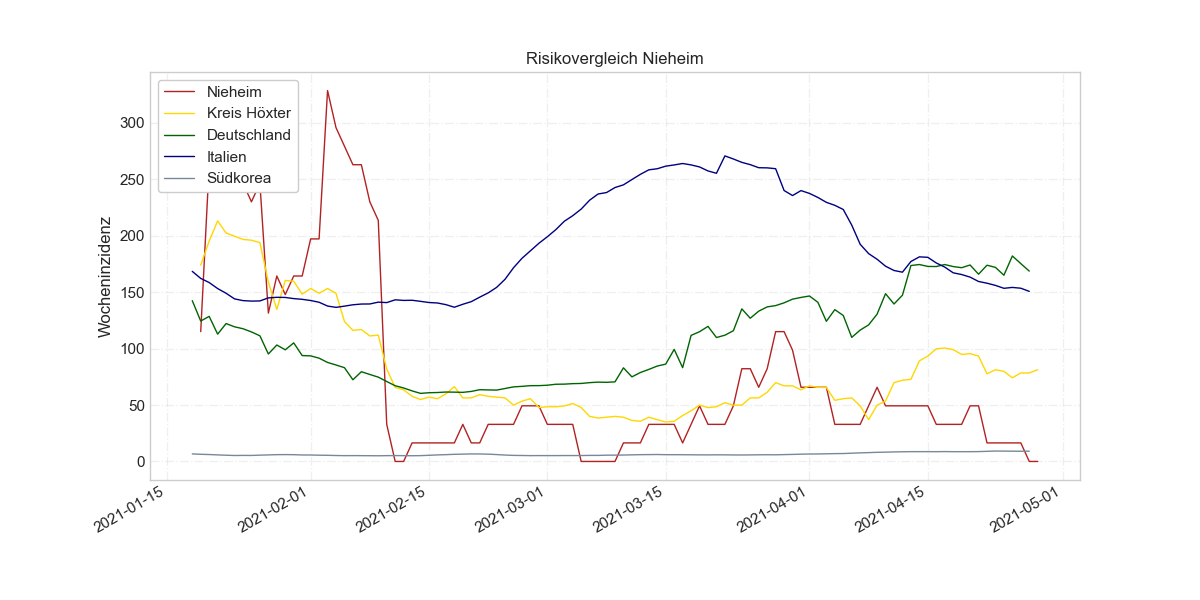 Risikovergleich Nieheim
Nieheim
Kreis Höxter
Deutschland
Italien
Südkorea
Wocheninzidenz
300
250
200
150
100
50
0
2021-01-15
2021-02-01
2021-02-15
2021-03-01
2021-03-15
2021-04-01
2021-04-15
2021-05-01